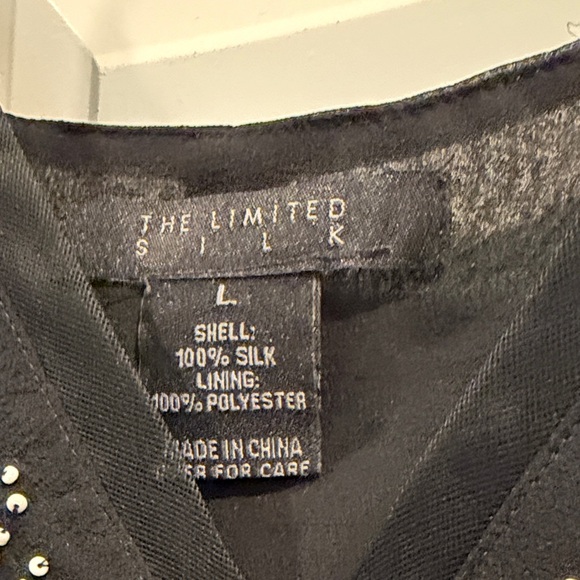 THE LIMITED
S I L K
L
SHELL:
100% SILK
LINING:
100% POLYESTER
MADE IN CHINA
FOR CARE